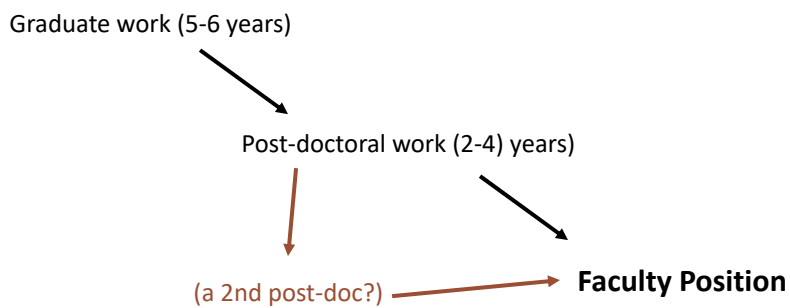 Graduate work (5-6 years)
Post-doctoral work (2-4) years)
(a 2nd post-doc?)
Faculty Position